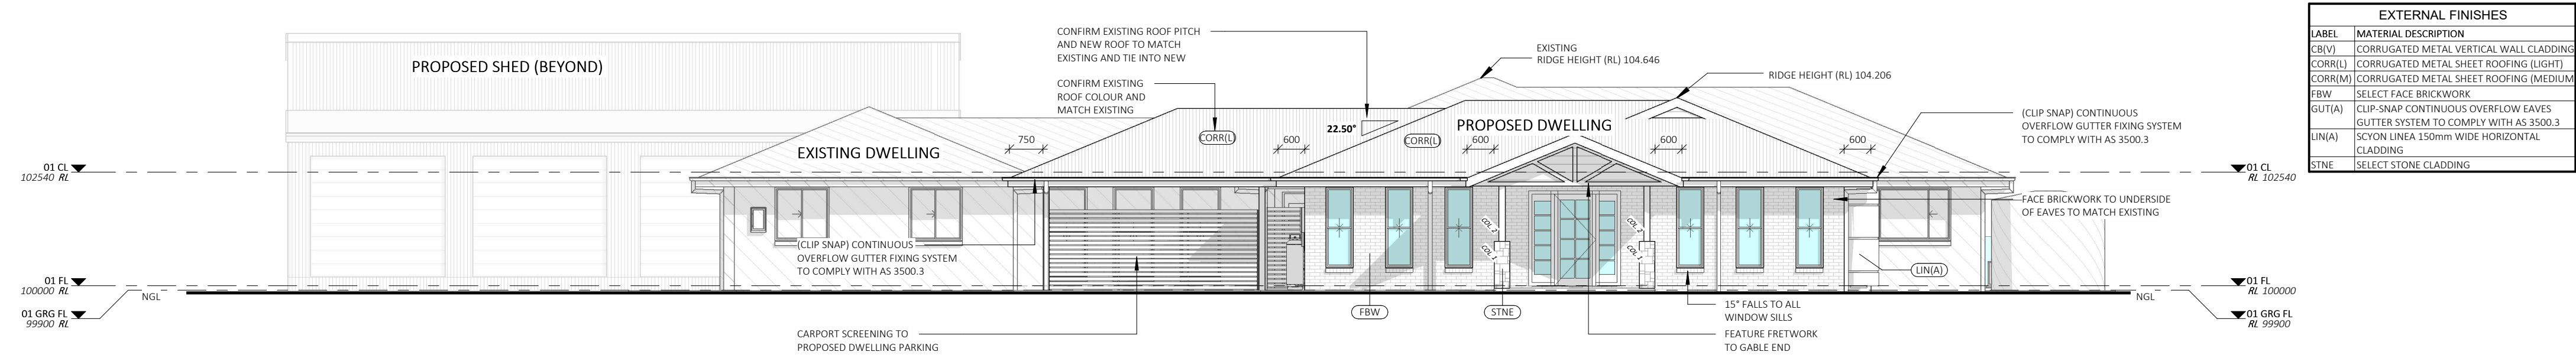 PROPOSED SHED (BEYOND)
EXISTING DWELLING
PROPOSED DWELLING
CONFIRM EXISTING ROOF PITCH
AND NEW ROOF TO MATCH
EXISTING AND TIE INTO NEW
CONFIRM EXISTING
ROOF COLOUR AND
MATCH EXISTING
CORR(L)
22.50°
CORR(L)
EXISTING
RIDGE HEIGHT (RL) 104.646
RIDGE HEIGHT (RL) 104.206
750
600
600
600
600
(CLIP SNAP) CONTINUOUS
OVERFLOW GUTTER FIXING SYSTEM
TO COMPLY WITH AS 3500.3
FACE BRICKWORK TO UNDERSIDE
OF EAVES TO MATCH EXISTING
01 CL
102540 RL
01 FL
100000 RL
NGL
01 GRG FL
99900 RL
(CLIP SNAP) CONTINUOUS
OVERFLOW GUTTER FIXING SYSTEM
TO COMPLY WITH AS 3500.3
COL 2
COL 1
COL 2
COL 1
LIN(A)
FBW
STNE
CARPORT SCREENING TO
PROPOSED DWELLING PARKING
15° FALLS TO ALL
WINDOW SILLS
FEATURE FRETWORK
TO GABLE END
01 CL
RL 102540
01 FL
RL 100000
NGL
01 GRG FL
RL 99900
EXTERNAL FINISHES
LABEL MATERIAL DESCRIPTION
CB(V) CORRUGATED METAL VERTICAL WALL CLADDING
CORR(L) CORRUGATED METAL SHEET ROOFING (LIGHT)
CORR(M) CORRUGATED METAL SHEET ROOFING (MEDIUM
FBW SELECT FACE BRICKWORK
GUT(A) CLIP-SNAP CONTINUOUS OVERFLOW EAVES
GUTTER SYSTEM TO COMPLY WITH AS 3500.3
LIN(A) SCYON LINEA 150mm WIDE HORIZONTAL
CLADDING
STNE SELECT STONE CLADDING